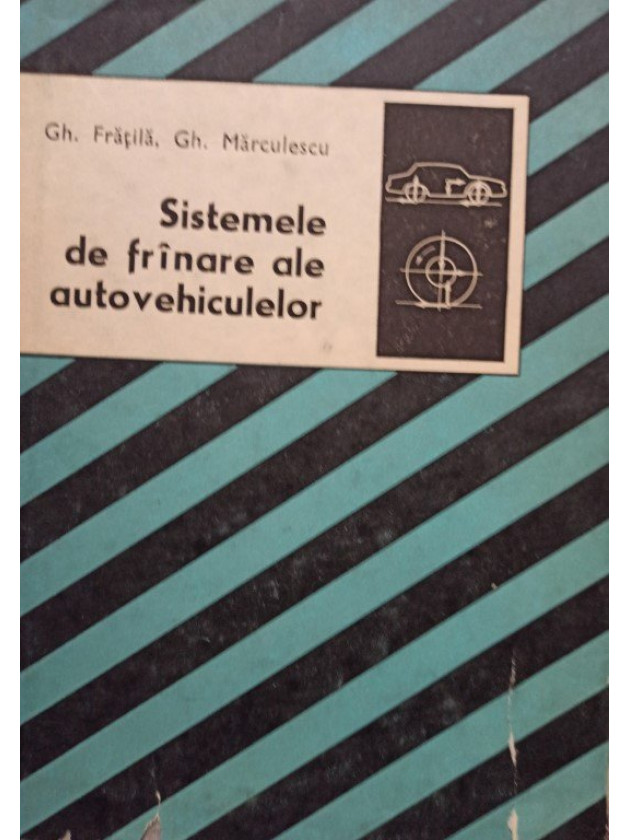 Gh. Frățilă, Gh. Mărculescu
Sistemele
de frînare ale
autovehiculelor